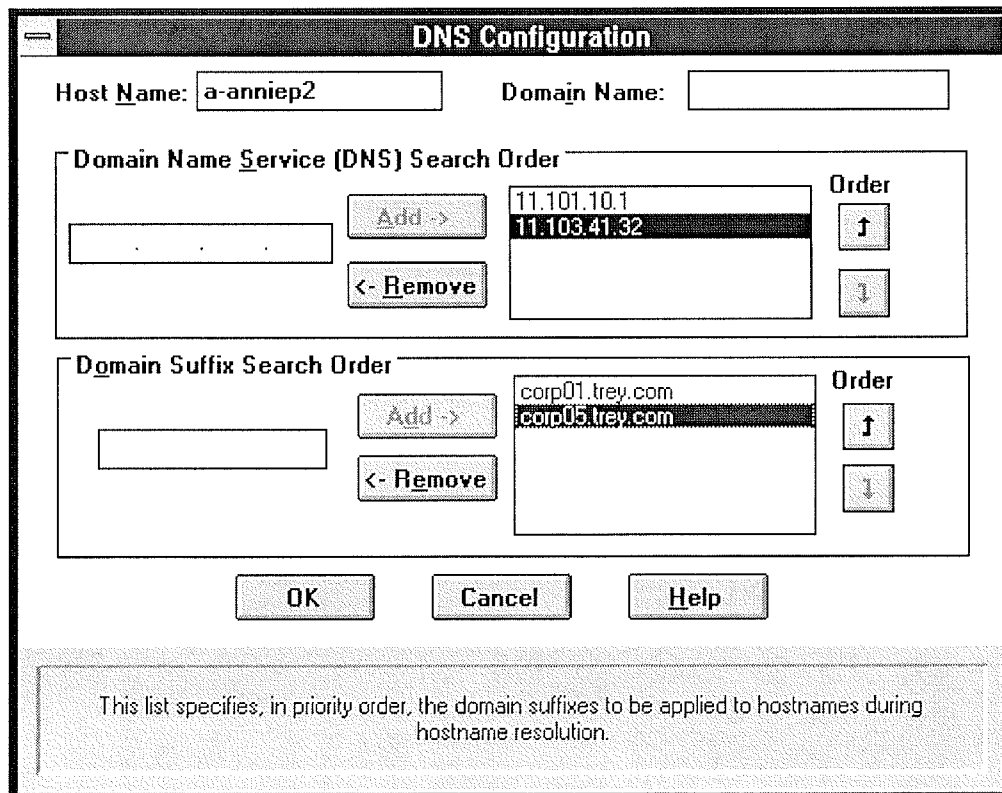 DNS Configuration
Host Name: a-anniep2 Domain Name:
Domain Name Service (DNS) Search Order
Order
Add ->
11.101.10.1
11.103.41.32
. . .
<- Remove
Domain Suffix Search Order
Order
Add ->
corp01.trey.com
corp05.trey.com
<- Remove
OK Cancel Help
This list specifies, in priority order, the domain suffixes to be applied to hostnames during
hostname resolution.